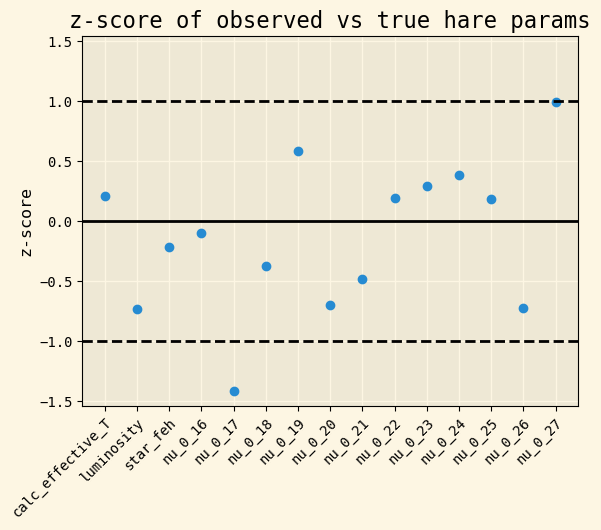 z-score of observed vs true hare params
z-score
1.5
1.0
0.5
0.0
−0.5
−1.0
−1.5
calc_effective_T
luminosity
star_feh
nu_0_16
nu_0_17
nu_0_18
nu_0_19
nu_0_20
nu_0_21
nu_0_22
nu_0_23
nu_0_24
nu_0_25
nu_0_26
nu_0_27